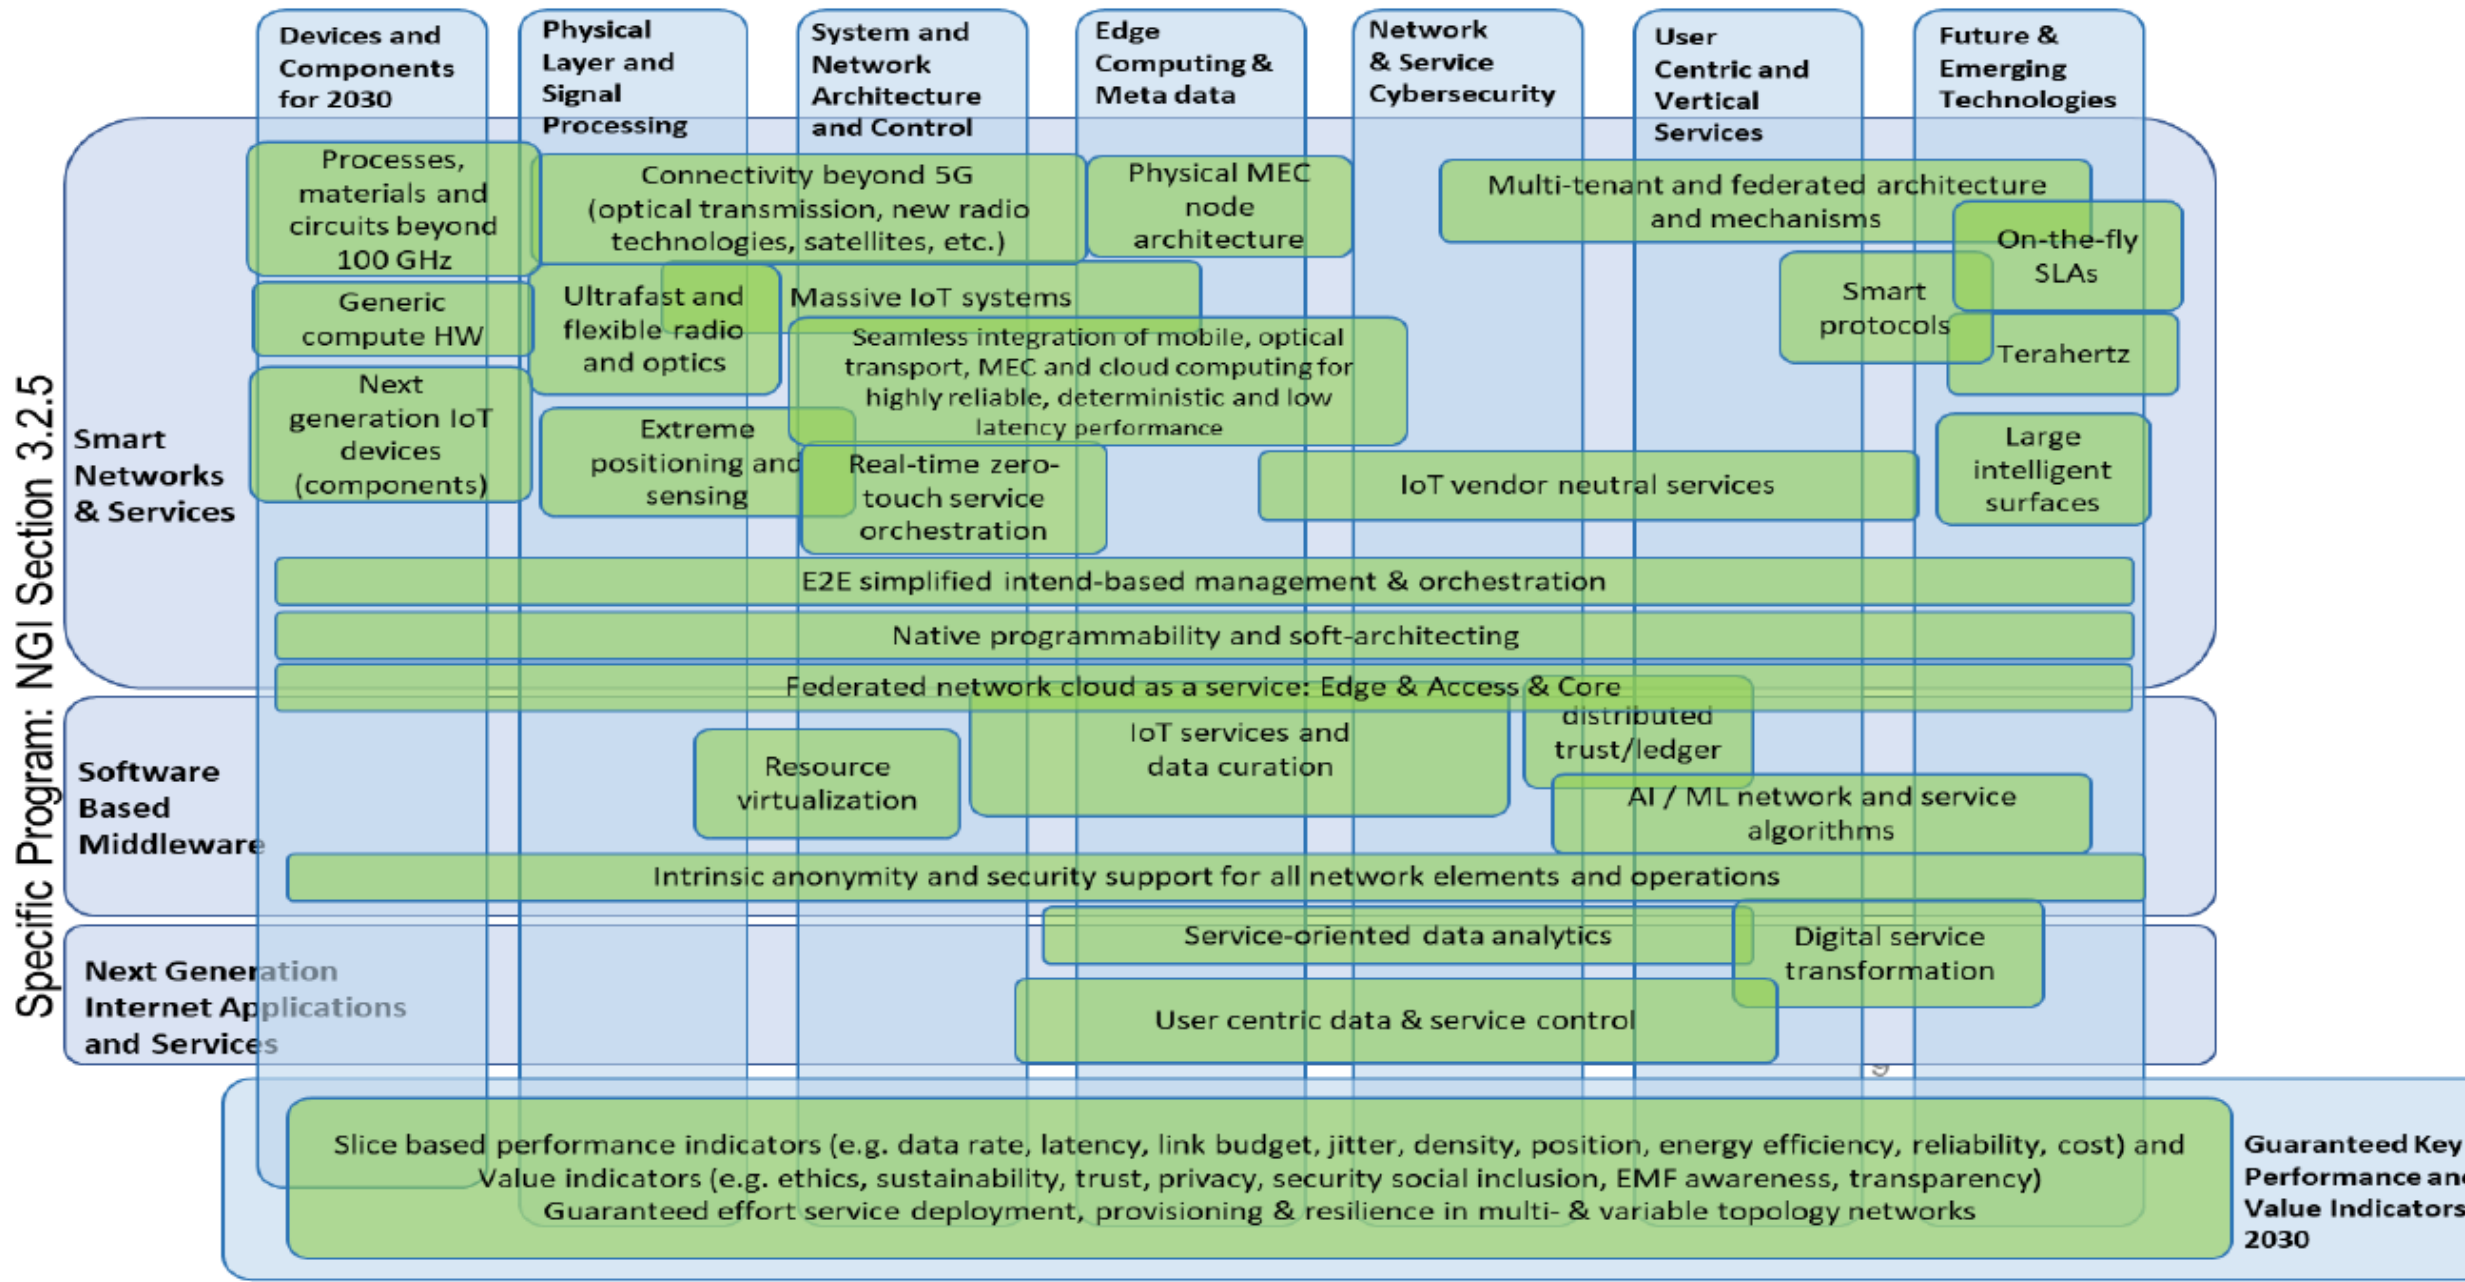 Devices and
Components
for 2030
Physical
Layer and
Signal
Processing
System and
Network
Architecture
and Control
Edge
Computing &
Meta data
Network
& Service
Cybersecurity
User
Centric and
Vertical
Services
Future &
Emerging
Technologies
Specific Program: NGI Section 3.2.5
Smart
Networks
& Services
Processes,
materials and
circuits beyond
100 GHz
Connectivity beyond 5G
(optical transmission, new radio
technologies, satellites, etc.)
Physical MEC
node
architecture
Multi-tenant and federated architecture
and mechanisms
On-the-fly
SLAs
Generic
compute HW
Ultrafast and
flexible radio
and optics
Massive IoT systems
Smart
protocols
Terahertz
Seamless integration of mobile, optical
transport, MEC and cloud computing for
highly reliable, deterministic and low
latency performance
Next
generation IoT
devices
(components)
Extreme
positioning and
sensing
Real-time zero-
touch service
orchestration
IoT vendor neutral services
Large
intelligent
surfaces
E2E simplified intend-based management & orchestration
Native programmability and soft-architecting
Federated network cloud as a service: Edge & Access & Core
Software
Based
Middleware
Resource
virtualization
IoT services and
data curation
distributed
trust/ledger
AI / ML network and service
algorithms
Intrinsic anonymity and security support for all network elements and operations
Next Generation
Internet Applications
and Services
Service-oriented data analytics
Digital service
transformation
User centric data & service control
9
Slice based performance indicators (e.g. data rate, latency, link budget, jitter, density, position, energy efficiency, reliability, cost) and
Value indicators (e.g. ethics, sustainability, trust, privacy, security social inclusion, EMF awareness, transparency)
Guaranteed effort service deployment, provisioning & resilience in multi- & variable topology networks
Guaranteed Key
Performance and
Value Indicators
2030